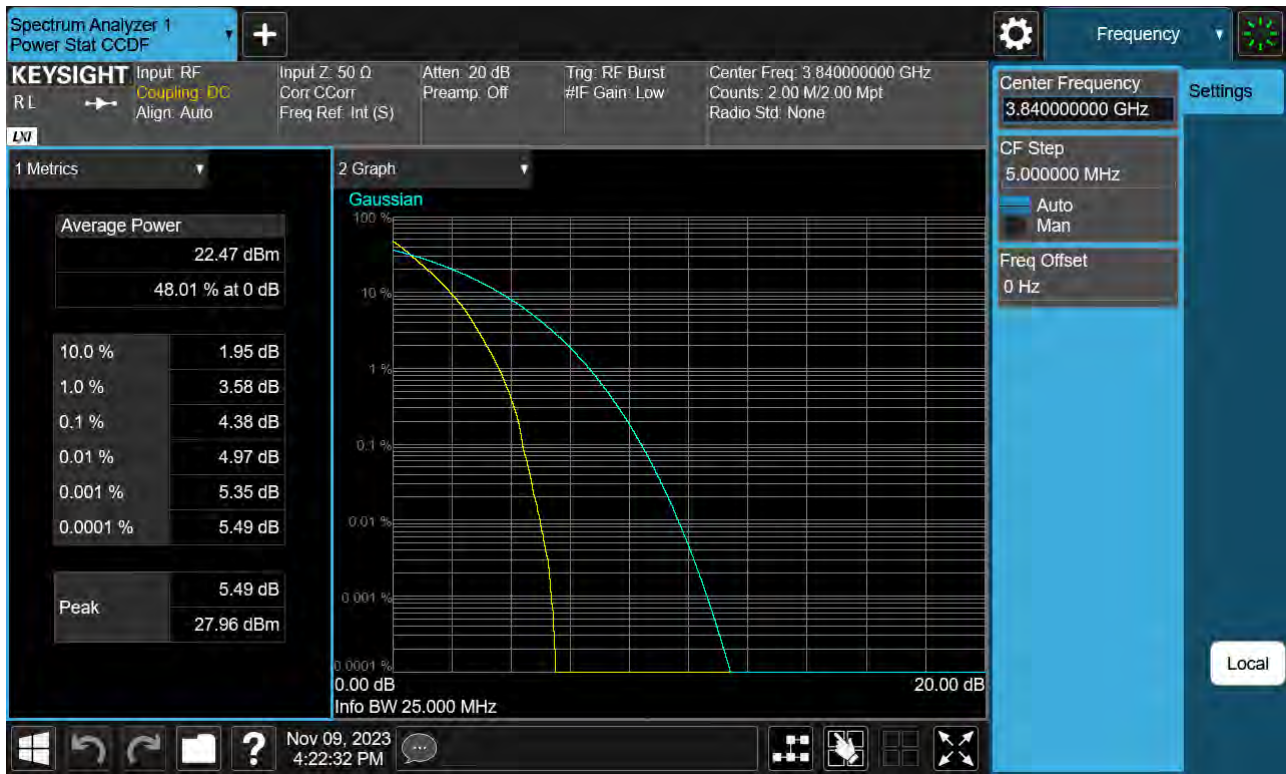 Spectrum Analyzer 1
Power Stat CCDF
Frequency
KEYSIGHT
R L
LXI
Input: RF
Coupling: DC
Align: Auto
Input Z: 50 Ω
Corr CCorr
Freq Ref: Int (S)
Atten: 20 dB
Preamp: Off
Trig: RF Burst
#IF Gain: Low
Center Freq: 3.840000000 GHz
Counts: 2.00 M/2.00 Mpt
Radio Std: None
Center Frequency
3.840000000 GHz
Settings
CF Step
5.000000 MHz
Auto
Man
Freq Offset
0 Hz
1 Metrics
Average Power
22.47 dBm
48.01 % at 0 dB
10.0 % 1.95 dB
1.0 % 3.58 dB
0.1 % 4.38 dB
0.01 % 4.97 dB
0.001 % 5.35 dB
0.0001 % 5.49 dB
Peak
5.49 dB
27.96 dBm
2 Graph
Gaussian
100 %
10 %
1 %
0.1 %
0.01 %
0.001 %
0.0001 %
0.00 dB 20.00 dB
Info BW 25.000 MHz
Local
?
Nov 09, 2023
4:22:32 PM